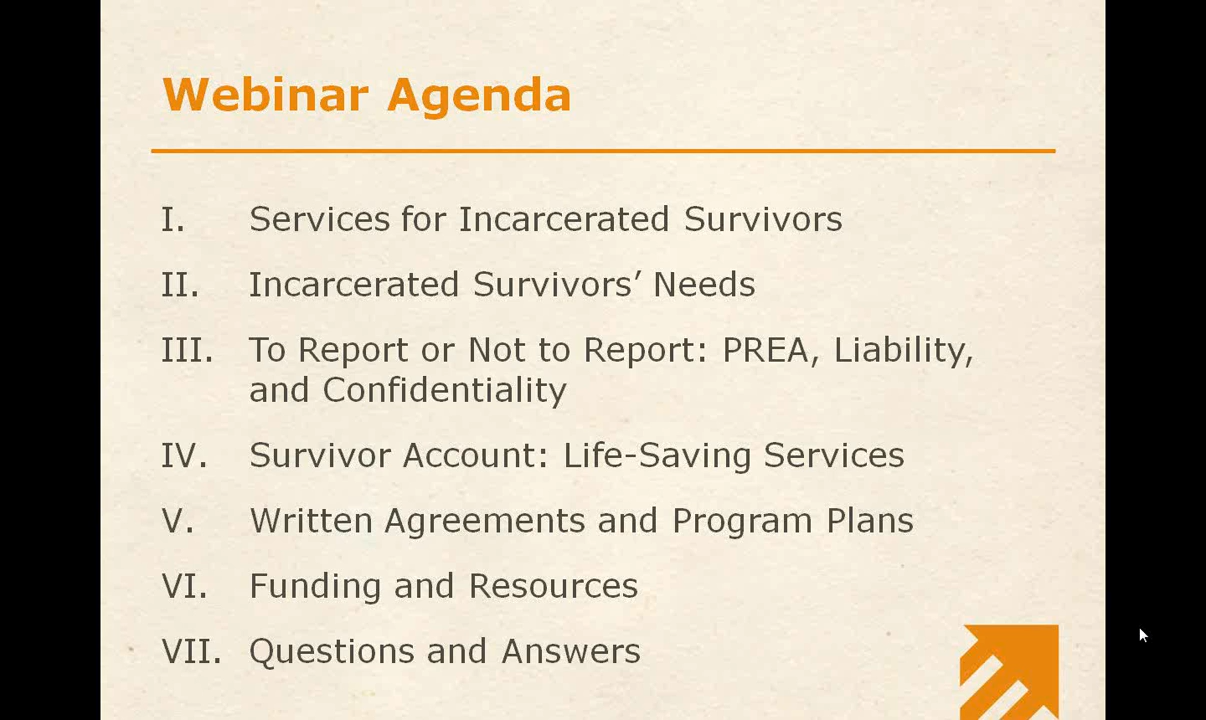 Webinar Agenda
I. Services for Incarcerated Survivors
II. Incarcerated Survivors’ Needs
III. To Report or Not to Report: PREA, Liability,
and Confidentiality
IV. Survivor Account: Life-Saving Services
V. Written Agreements and Program Plans
VI. Funding and Resources
VII. Questions and Answers